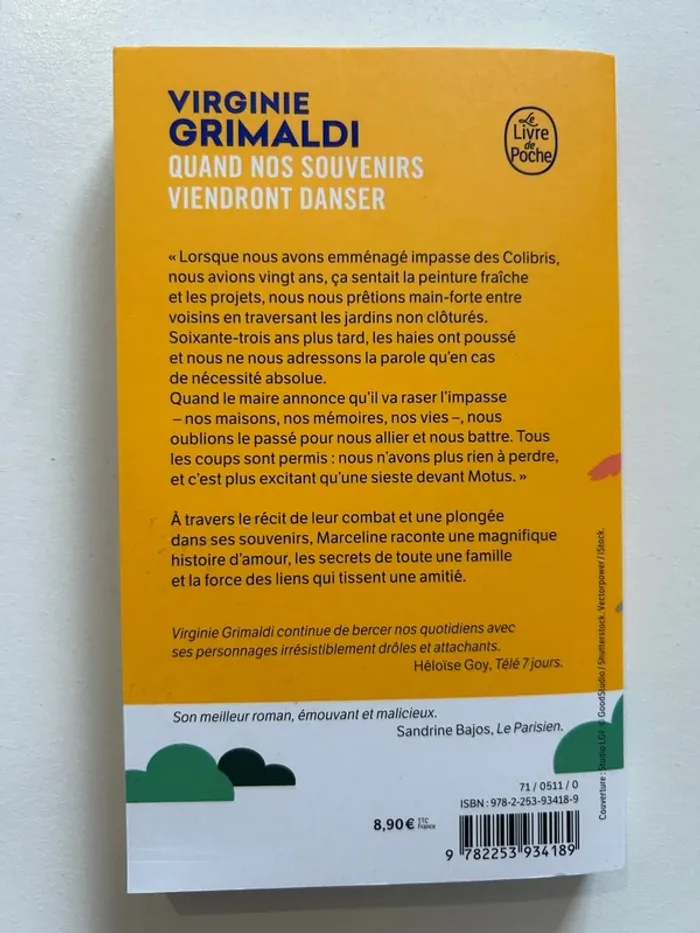 VIRGINIE
GRIMALDI
QUAND NOS SOUVENIRS
VIENDRONT DANSER
Le
Livre
de
Poche
« Lorsque nous avons emménagé impasse des Colibris,
nous avions vingt ans, ça sentait la peinture fraîche
et les projets, nous nous prêtions main-forte entre
voisins en traversant les jardins non clôturés.
Soixante-trois ans plus tard, les haies ont poussé
et nous ne nous adressons la parole qu'en cas
de nécessité absolue.
Quand le maire annonce qu'il va raser l'impasse
– nos maisons, nos mémoires, nos vies –, nous
oublions le passé pour nous allier et nous battre. Tous
les coups sont permis : nous n'avons plus rien à perdre,
et c'est plus excitant qu'une sieste devant Motus. »
À travers le récit de leur combat et une plongée
dans ses souvenirs, Marceline raconte une magnifique
histoire d'amour, les secrets de toute une famille
et la force des liens qui tissent une amitié.
Virginie Grimaldi continue de bercer nos quotidiens avec
ses personnages irrésistiblement drôles et attachants.
Héloïse Goy, Télé 7 jours.
Son meilleur roman, émouvant et malicieux.
Sandrine Bajos, Le Parisien.
Couverture : Studio LGF. © GoodStudio / Shutterstock. Vectorpower / iStock.
71 / 0511 / 0
ISBN : 978-2-253-93418-9
8,90 € TTC
France
9 782253 934189